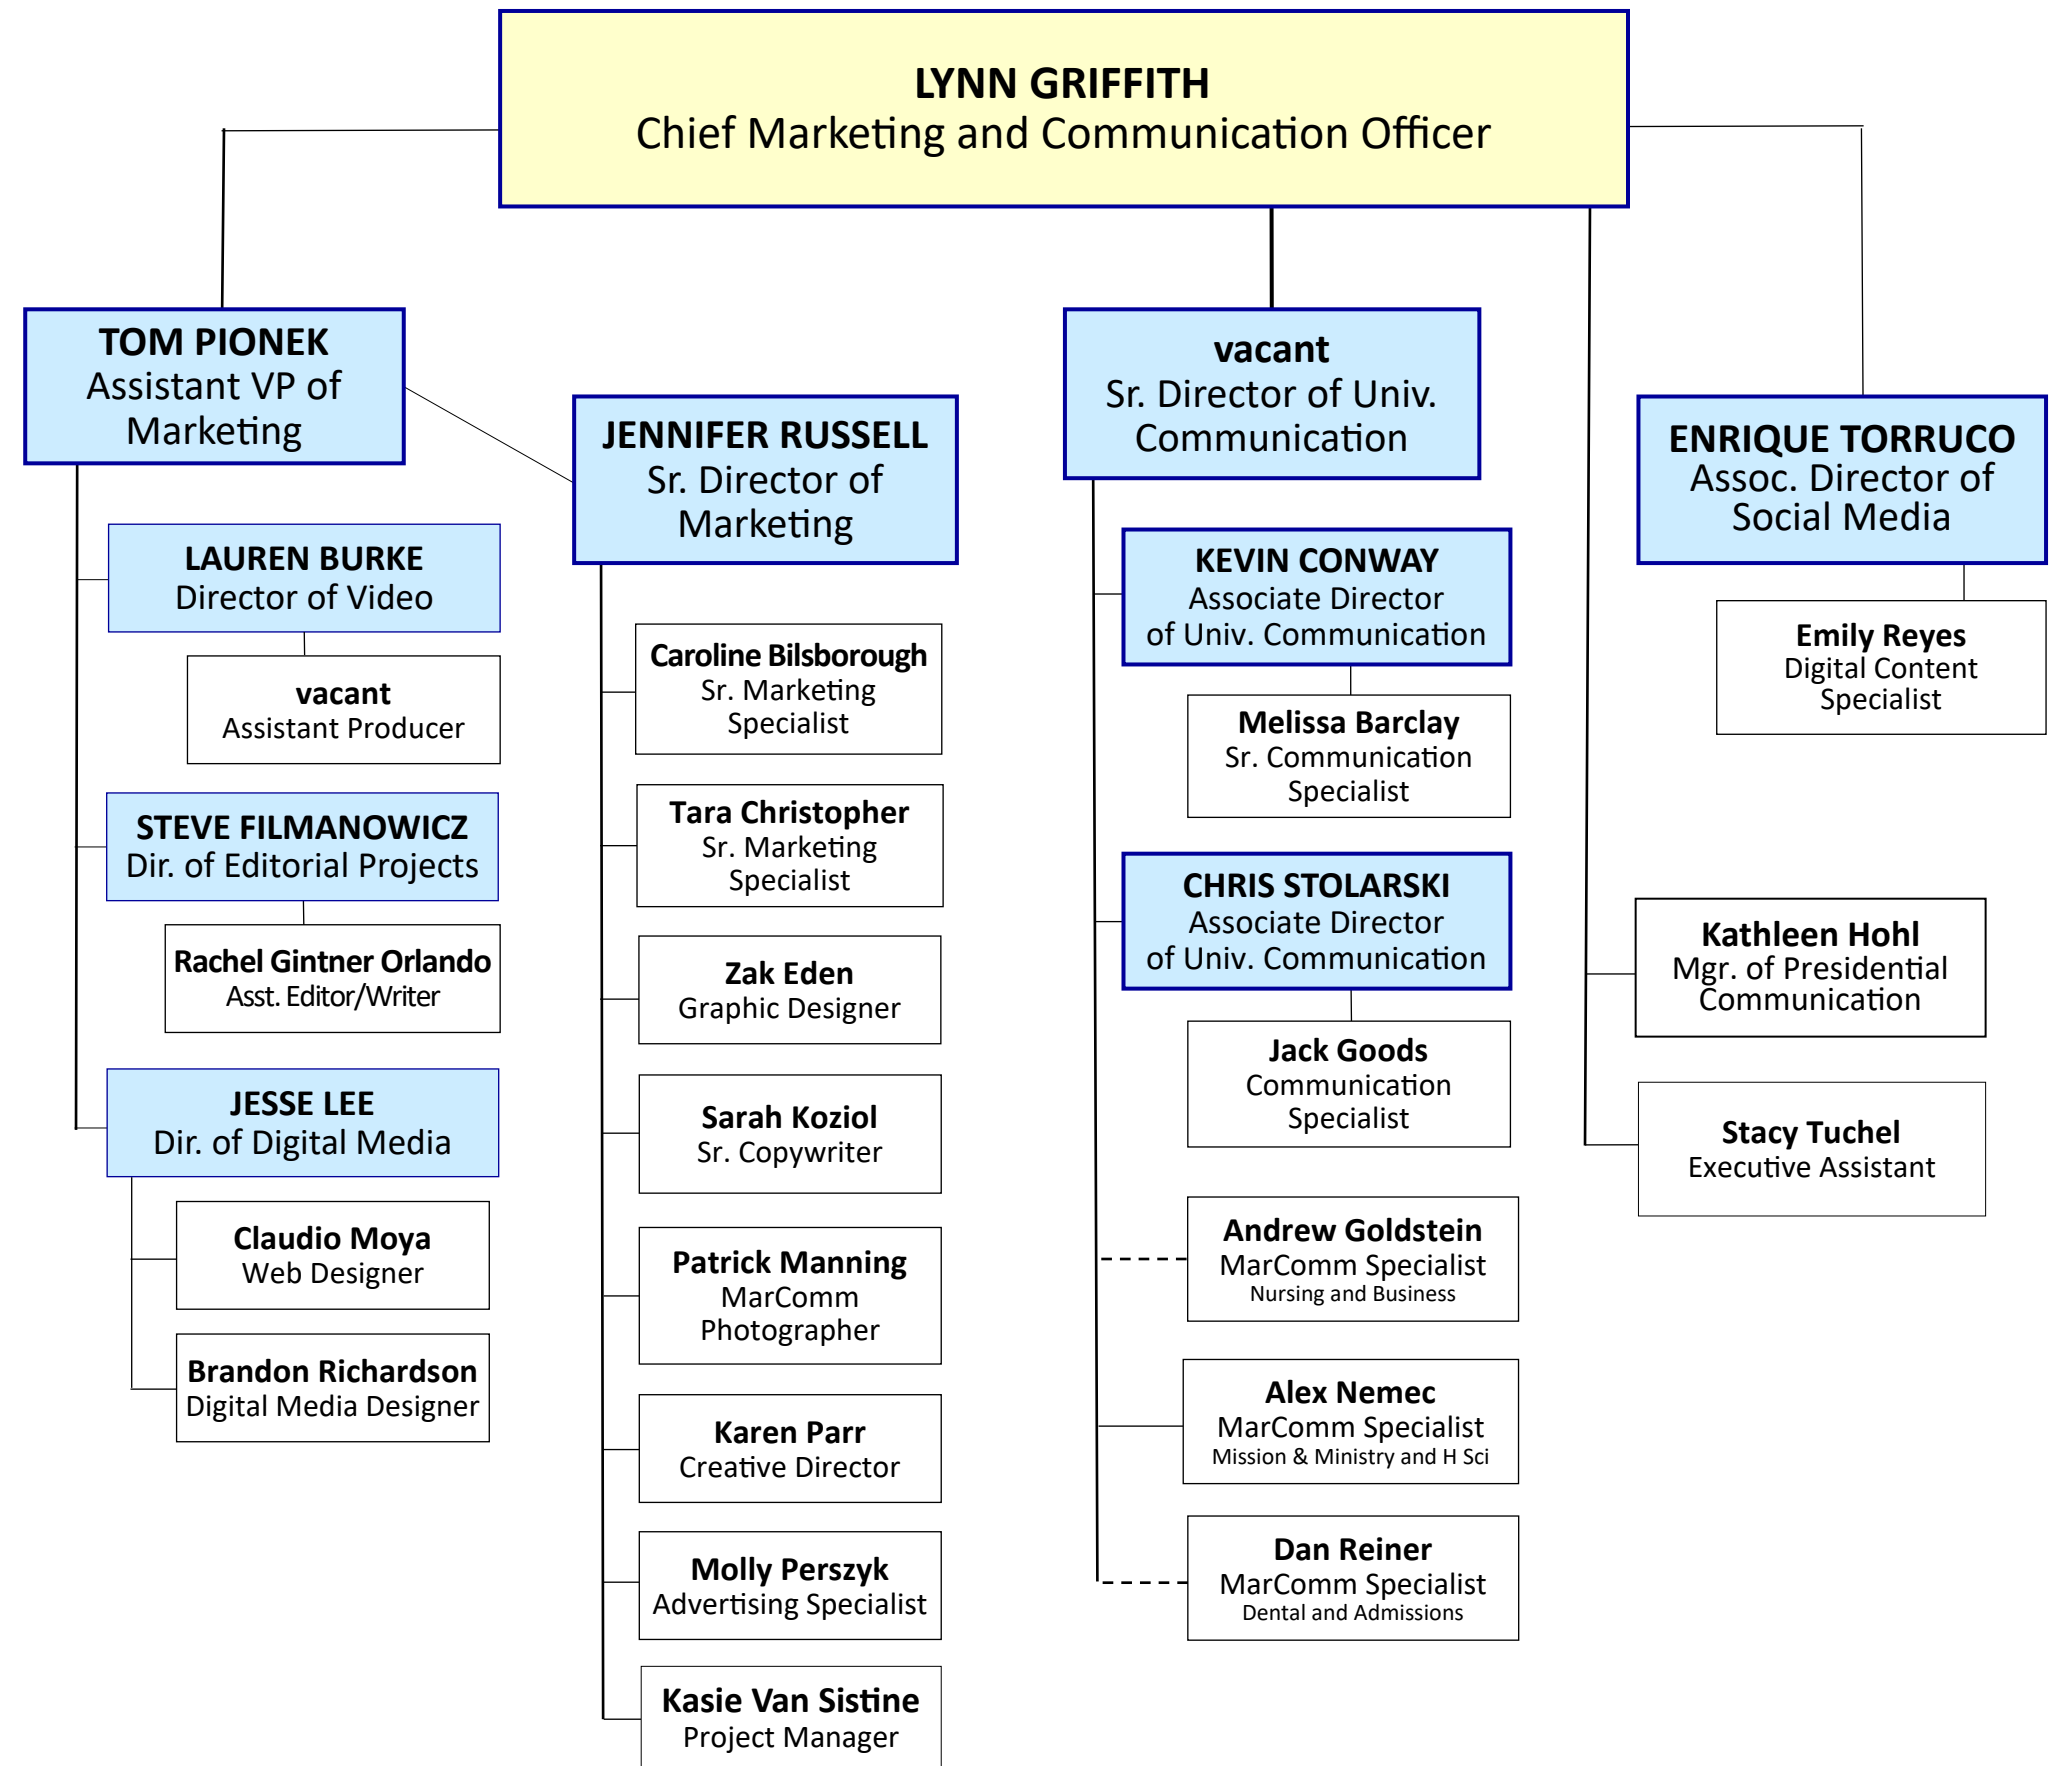 LYNN GRIFFITH
Chief Marketing and Communication Officer
TOM PIONEK
Assistant VP of
Marketing
LAUREN BURKE
Director of Video
vacant
Assistant Producer
STEVE FILMANOWICZ
Dir. of Editorial Projects
Rachel Gintner Orlando
Asst. Editor/Writer
JESSE LEE
Dir. of Digital Media
Claudio Moya
Web Designer
Brandon Richardson
Digital Media Designer
JENNIFER RUSSELL
Sr. Director of
Marketing
Caroline Bilsborough
Sr. Marketing
Specialist
Tara Christopher
Sr. Marketing
Specialist
Zak Eden
Graphic Designer
Sarah Koziol
Sr. Copywriter
Patrick Manning
MarComm
Photographer
Karen Parr
Creative Director
Molly Perszyk
Advertising Specialist
Kasie Van Sistine
Project Manager
vacant
Sr. Director of Univ.
Communication
KEVIN CONWAY
Associate Director
of Univ. Communication
Melissa Barclay
Sr. Communication
Specialist
CHRIS STOLARSKI
Associate Director
of Univ. Communication
Jack Goods
Communication
Specialist
Andrew Goldstein
MarComm Specialist
Nursing and Business
Alex Nemec
MarComm Specialist
Mission & Ministry and H Sci
Dan Reiner
MarComm Specialist
Dental and Admissions
ENRIQUE TORRUCO
Assoc. Director of
Social Media
Emily Reyes
Digital Content
Specialist
Kathleen Hohl
Mgr. of Presidential
Communication
Stacy Tuchel
Executive Assistant